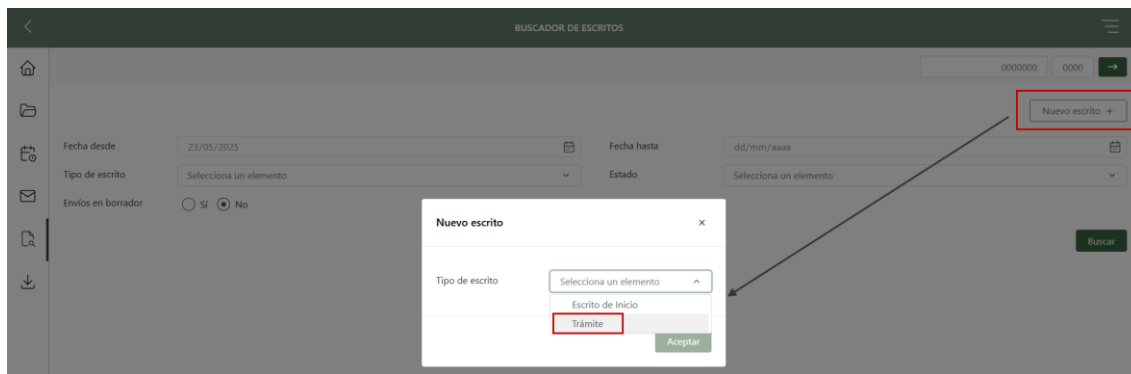 BUSCADOR DE ESCRITOS
0000000 0000
Nuevo escrito +
Fecha desde 23/05/2025 Fecha hasta dd/mm/aaaa
Tipo de escrito Selecciona un elemento Estado Selecciona un elemento
Envíos en borrador Sí No
Buscar
Nuevo escrito ×
Tipo de escrito Selecciona un elemento
Escrito de Inicio
Trámite
Aceptar